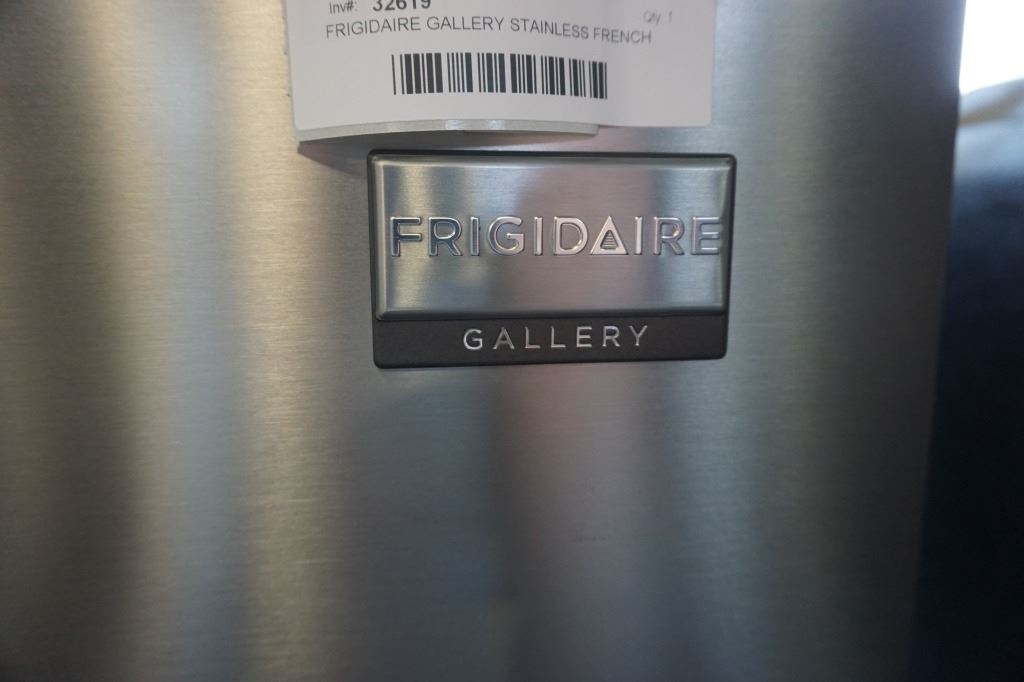 Inv#: 32619
Qty 1
FRIGIDAIRE GALLERY STAINLESS FRENCH
FRIGIDAIRE
GALLERY